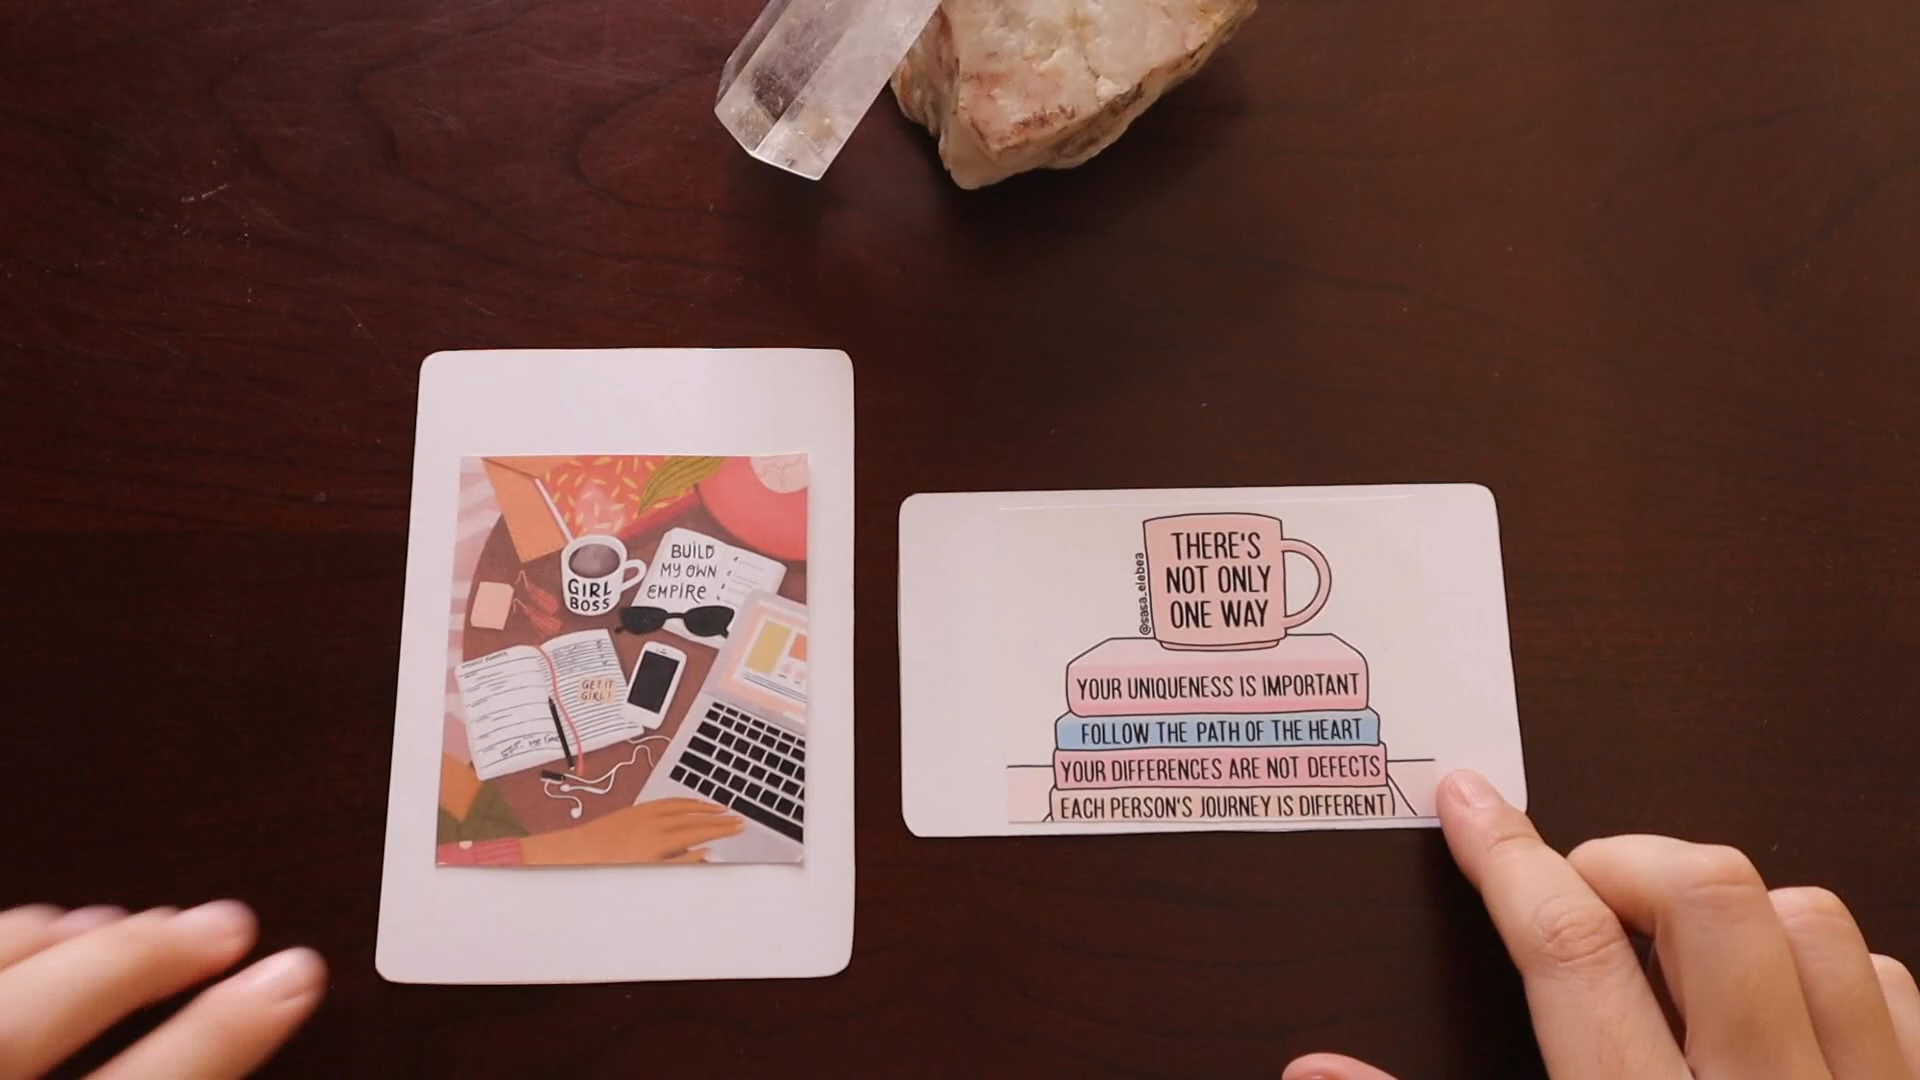 GIRL
BOSS
BUILD
MY OWN
EMPIRE
GET IT
GIRL!
THERE'S
NOT ONLY
ONE WAY
@sasa_elebea
YOUR UNIQUENESS IS IMPORTANT
FOLLOW THE PATH OF THE HEART
YOUR DIFFERENCES ARE NOT DEFECTS
EACH PERSON'S JOURNEY IS DIFFERENT